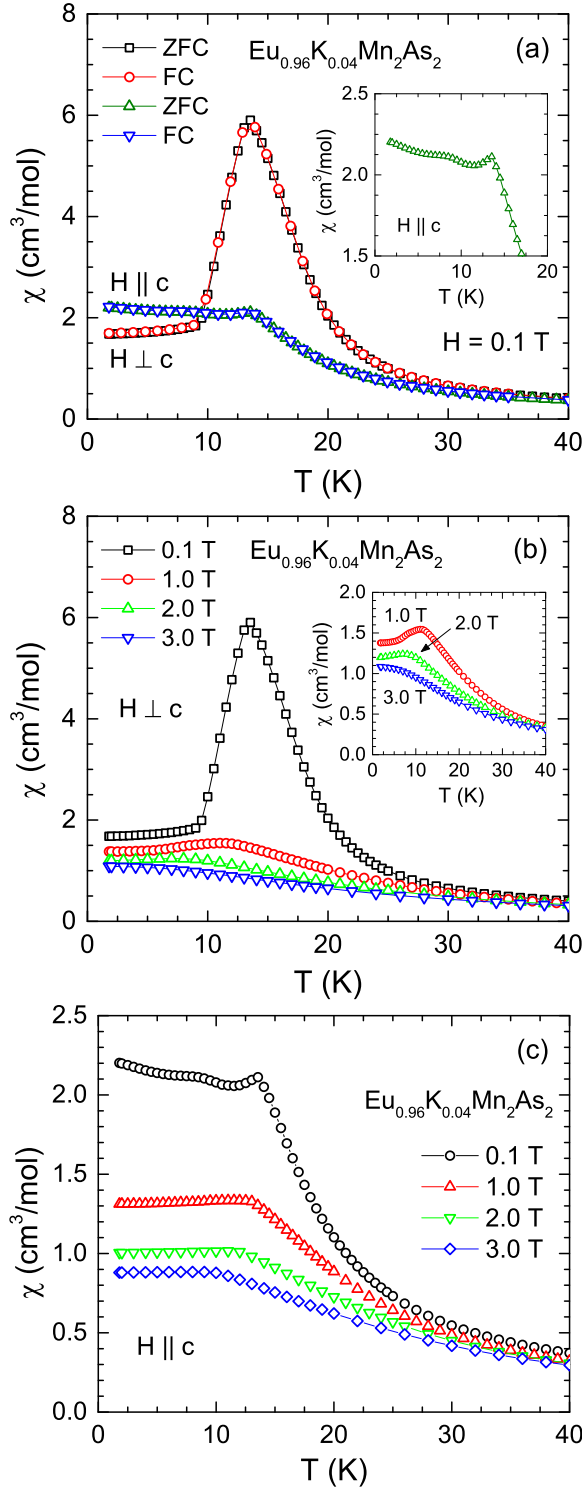 (a)
Eu0.96K0.04Mn2As2
ZFC
FC
ZFC
FC
H || c
H ⊥ c
H = 0.1 T
χ (cm³/mol)
8
6
4
2
0
0 10 20 30 40
T (K)
2.5
2.0
1.5
χ (cm³/mol)
H || c
0 10 20
T (K)
(b)
Eu0.96K0.04Mn2As2
0.1 T
1.0 T
2.0 T
3.0 T
H ⊥ c
χ (cm³/mol)
8
6
4
2
0
0 10 20 30 40
T (K)
2.0
1.5
1.0
0.5
0.0
χ (cm³/mol)
1.0 T
2.0 T
3.0 T
0 10 20 30 40
T (K)
(c)
Eu0.96K0.04Mn2As2
0.1 T
1.0 T
2.0 T
3.0 T
H || c
χ (cm³/mol)
2.5
2.0
1.5
1.0
0.5
0.0
0 10 20 30 40
T (K)